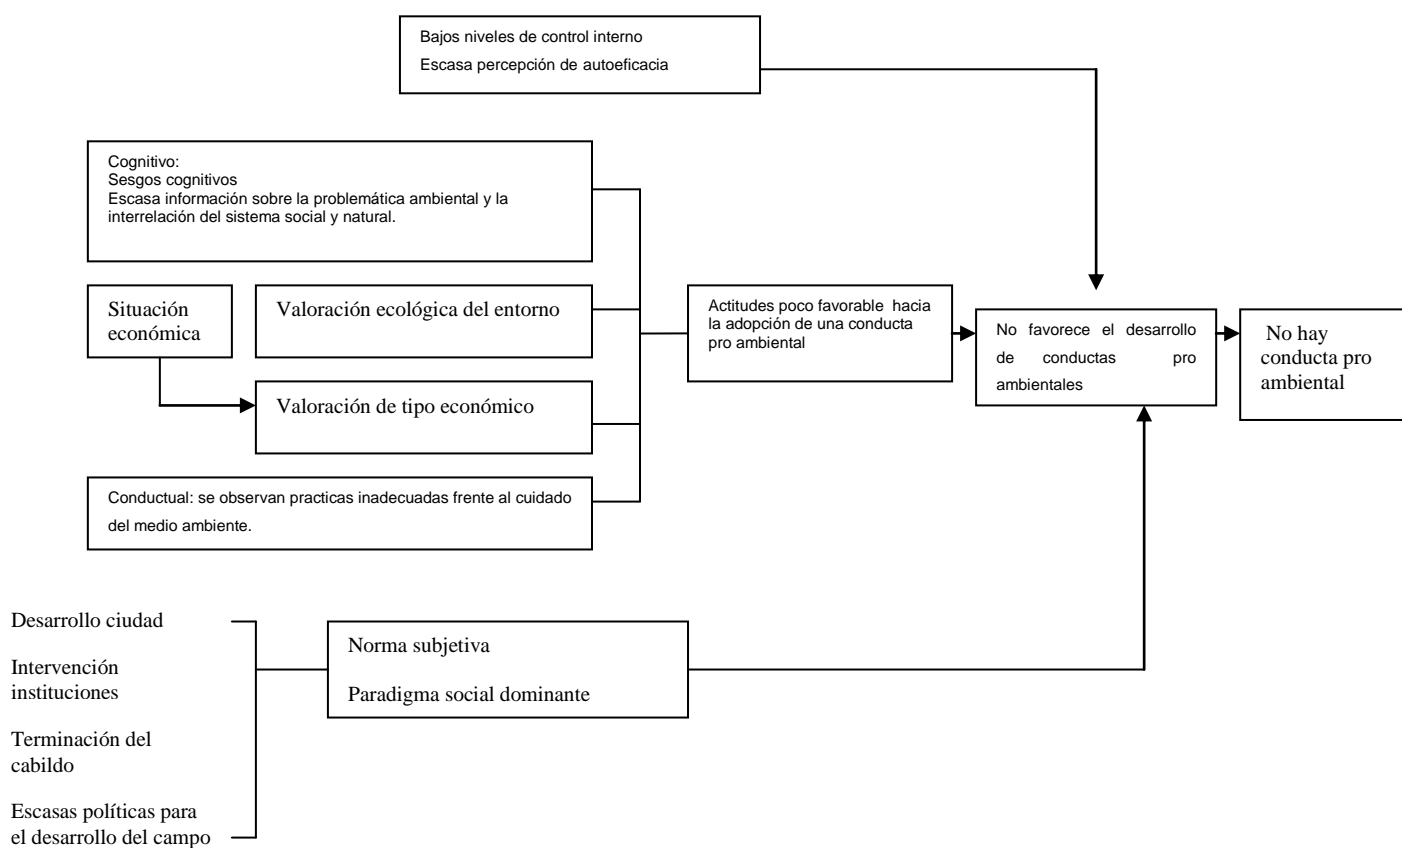 Bajos niveles de control interno
Escasa percepción de autoeficacia
Cognitivo:
Sesgos cognitivos
Escasa información sobre la problemática ambiental y la
interrelación del sistema social y natural.
Situación
económica
Valoración ecológica del entorno
Valoración de tipo económico
Conductual: se observan practicas inadecuadas frente al cuidado
del medio ambiente.
Actitudes poco favorable hacia
la adopción de una conducta
pro ambiental
No favorece el desarrollo
de conductas pro
ambientales
No hay
conducta pro
ambiental
Desarrollo ciudad
Intervención
instituciones
Terminación del
cabildo
Escasas políticas para
el desarrollo del campo
Norma subjetiva
Paradigma social dominante